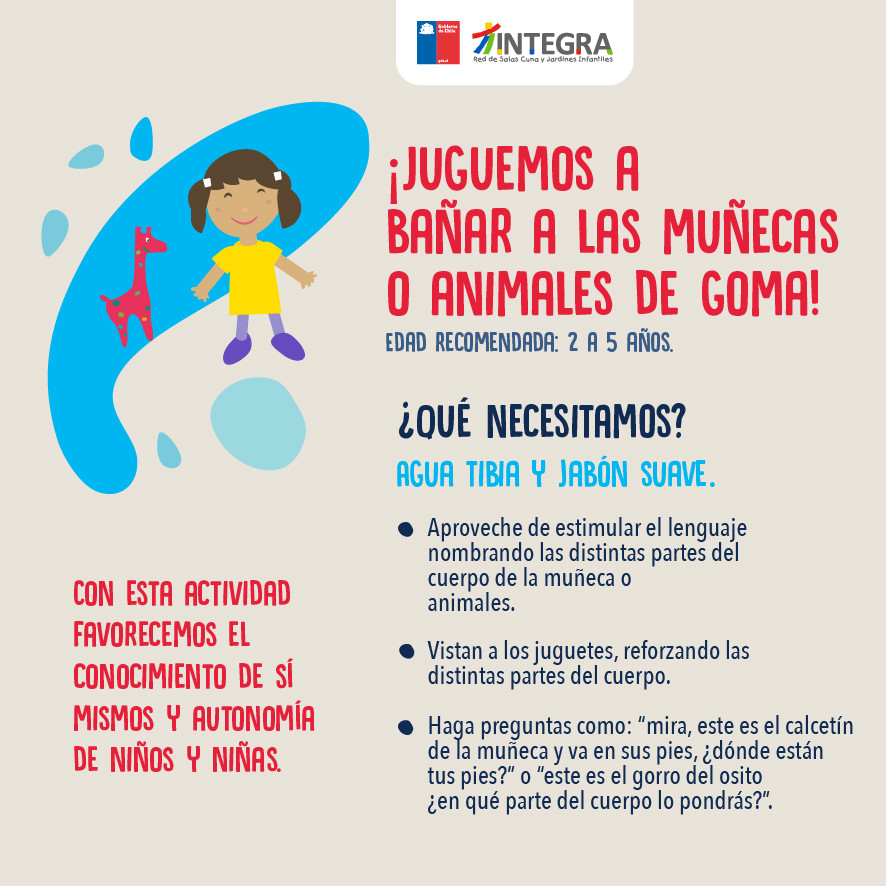 Gobierno
de Chile
gob.cl
INTEGRA
Red de Salas Cuna y Jardines Infantiles
¡JUGUEMOS A
BAÑAR A LAS MUÑECAS
O ANIMALES DE GOMA!
EDAD RECOMENDADA: 2 A 5 AÑOS.
¿QUÉ NECESITAMOS?
AGUA TIBIA Y JABÓN SUAVE.
Aproveche de estimular el lenguaje
nombrando las distintas partes del
cuerpo de la muñeca o
animales.
Vistan a los juguetes, reforzando las
distintas partes del cuerpo.
Haga preguntas como: “mira, este es el calcetín
de la muñeca y va en sus pies, ¿dónde están
tus pies?” o “este es el gorro del osito
¿en qué parte del cuerpo lo pondrás?”.
CON ESTA ACTIVIDAD
FAVORECEMOS EL
CONOCIMIENTO DE SÍ
MISMOS Y AUTONOMÍA
DE NIÑOS Y NIÑAS.